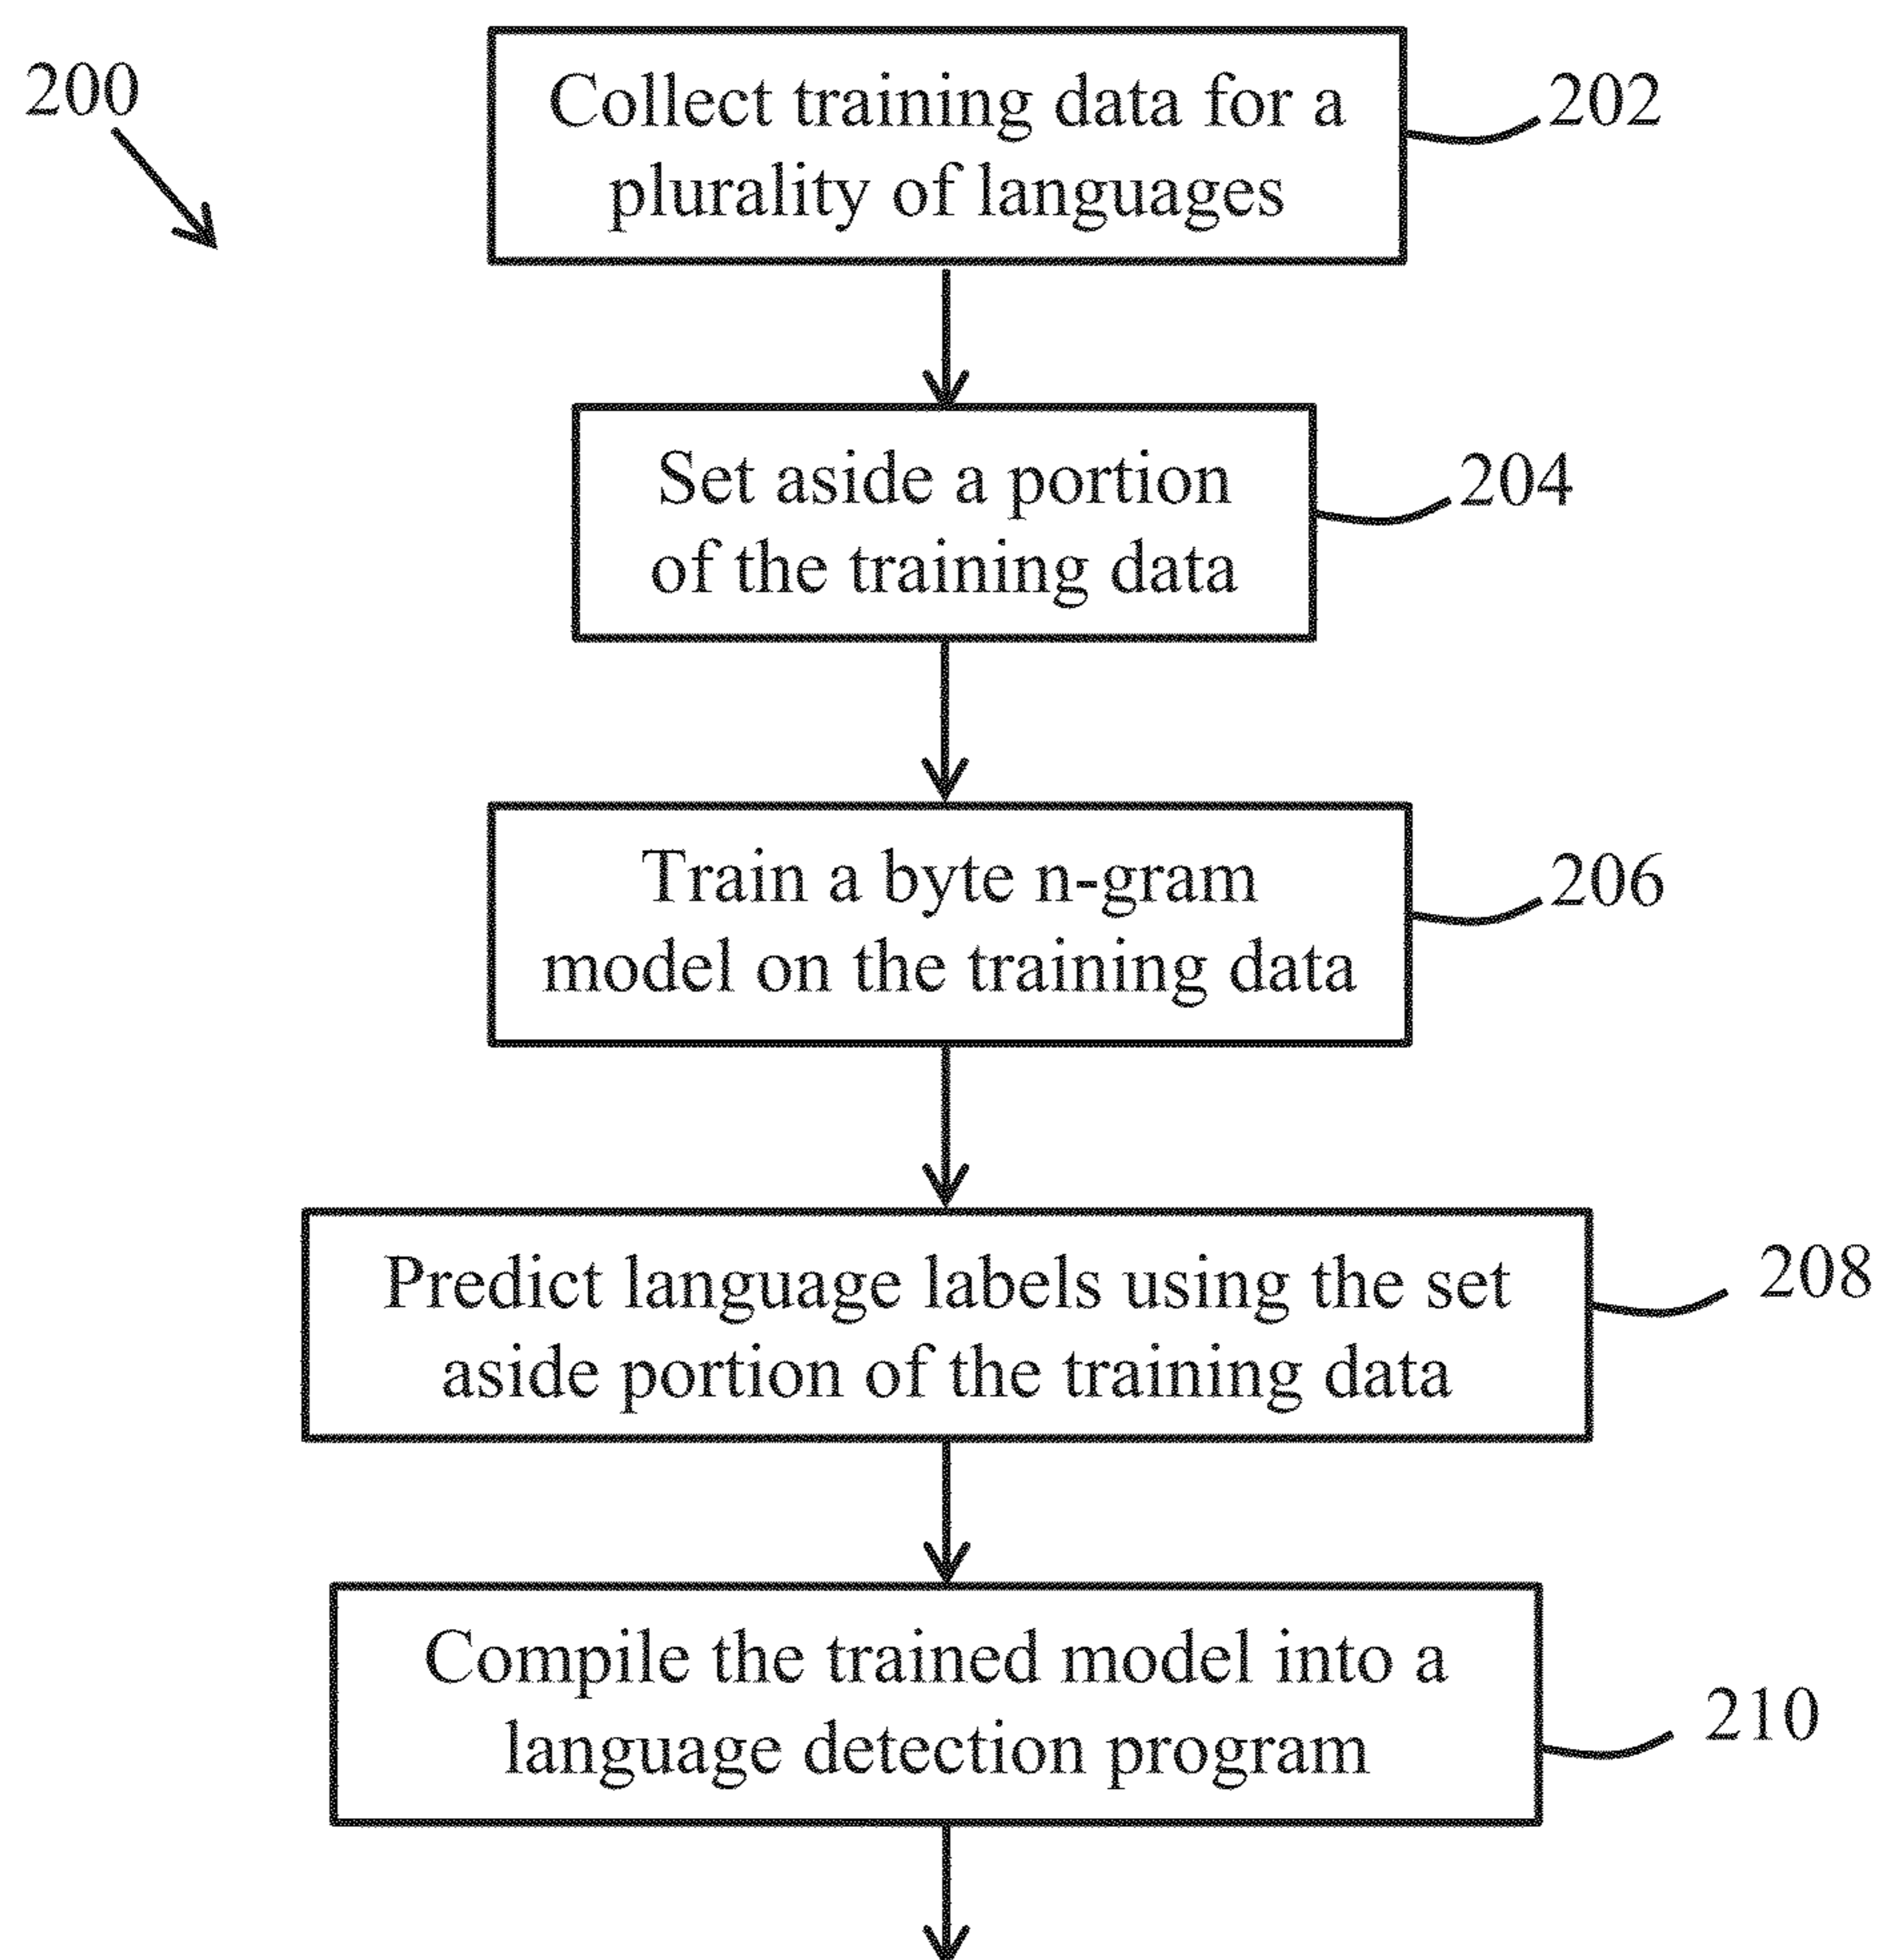 200
Collect training data for a
plurality of languages
202
Set aside a portion
of the training data
204
Train a byte n-gram
model on the training data
206
Predict language labels using the set
aside portion of the training data
208
Compile the trained model into a
language detection program
210